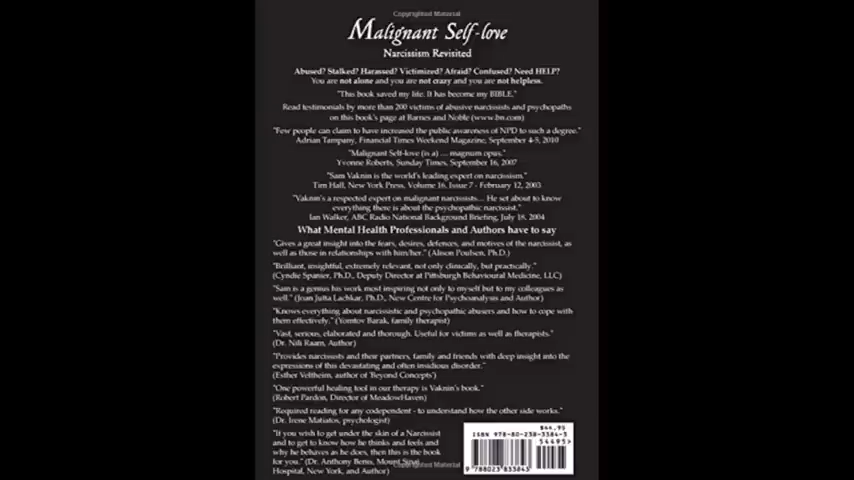 Copyrighted Material
Malignant Self-love
Narcissism Revisited
Abused? Stalked? Harassed? Victimized? Afraid? Confused? Need HELP?
You are not alone and you are not crazy and you are not helpless.
"This book saved my life. It has become my BIBLE."
Read testimonials by more than 200 victims of abusive narcissists and psychopaths
on this book's page at Barnes and Noble (www.bn.com)
"Few people can claim to have increased the public awareness of NPD to such a degree."
Adrian Tampany, Financial Times Weekend Magazine, September 4-5, 2010
"Malignant Self-love (is a) ... magnum opus."
Yvonne Roberts, Sunday Times, September 16, 2007
"Sam Vaknin is the world's leading expert on narcissism."
Tim Hall, New York Press, Volume 16, Issue 7 - February 12, 2003
"Vaknin's a respected expert on malignant narcissists... He set about to know
everything there is about the psychopathic narcissist."
Ian Walker, ABC Radio National Background Briefing, July 18, 2004
What Mental Health Professionals and Authors have to say
"Gives a great insight into the fears, desires, defences, and motives of the narcissist, as
well as those in relationships with him/her." (Alison Poulsen, Ph.D.)
"Brilliant, insightful, extremely relevant, not only clinically, but practically."
(Cyndie Spanier, Ph.D., Deputy Director at Pittsburgh Behavioural Medicine, LLC)
"Sam is a genius his work most inspiring not only to myself but to my colleagues as
well." (Joan Jutta Lachkar, Ph.D., New Centre for Psychoanalysis and Author)
"Knows everything about narcissistic and psychopathic abusers and how to cope with
them effectively." (Yomtov Barak, family therapist)
"Vast, serious, elaborated and thorough. Useful for victims as well as therapists."
(Dr. Nili Raam, Author)
"Provides narcissists and their partners, family and friends with deep insight into the
expressions of this devastating and often insidious disorder."
(Esther Veltheim, author of 'Beyond Concepts')
"One powerful healing tool in our therapy is Vaknin's book."
(Robert Pardon, Director of MeadowHaven)
"Required reading for any codependent - to understand how the other side works."
(Dr. Irene Matiatos, psychologist)
"If you wish to get under the skin of a Narcissist
and to get to know how he thinks and feels and
why he behaves as he does, then this is the book
for you." (Dr. Anthony Benis, Mount Sinai
Hospital, New York, and Author)
Copyrighted Material
$44.95
ISBN 978-80-238-3384-3
54495>
9 788023 833843